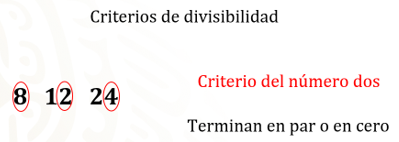 Criterios de divisibilidad
Criterio del número dos
8 12 24
Terminan en par o en cero